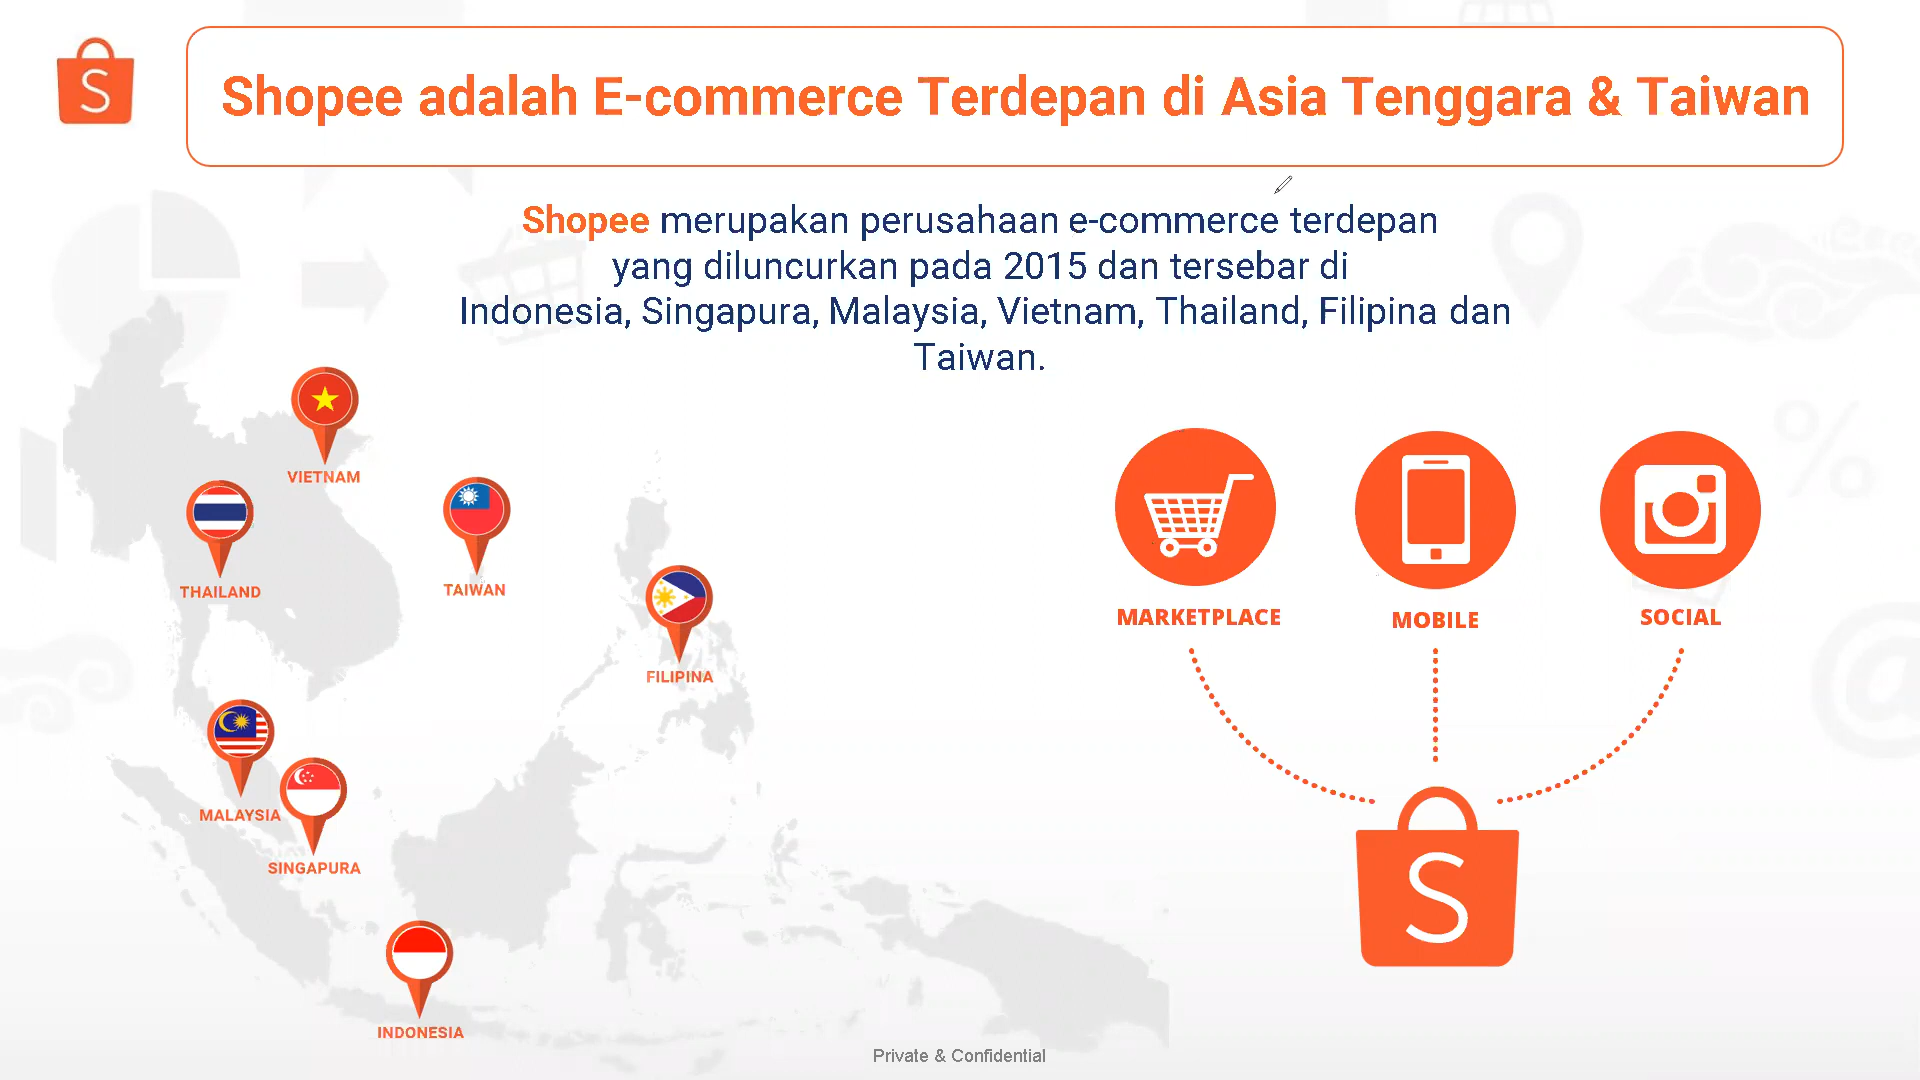 S
Shopee adalah E-commerce Terdepan di Asia Tenggara & Taiwan
Shopee merupakan perusahaan e-commerce terdepan
yang diluncurkan pada 2015 dan tersebar di
Indonesia, Singapura, Malaysia, Vietnam, Thailand, Filipina dan
Taiwan.
VIETNAM
THAILAND
TAIWAN
FILIPINA
MALAYSIA
SINGAPURA
INDONESIA
MARKETPLACE
MOBILE
SOCIAL
S
%
@
Private & Confidential